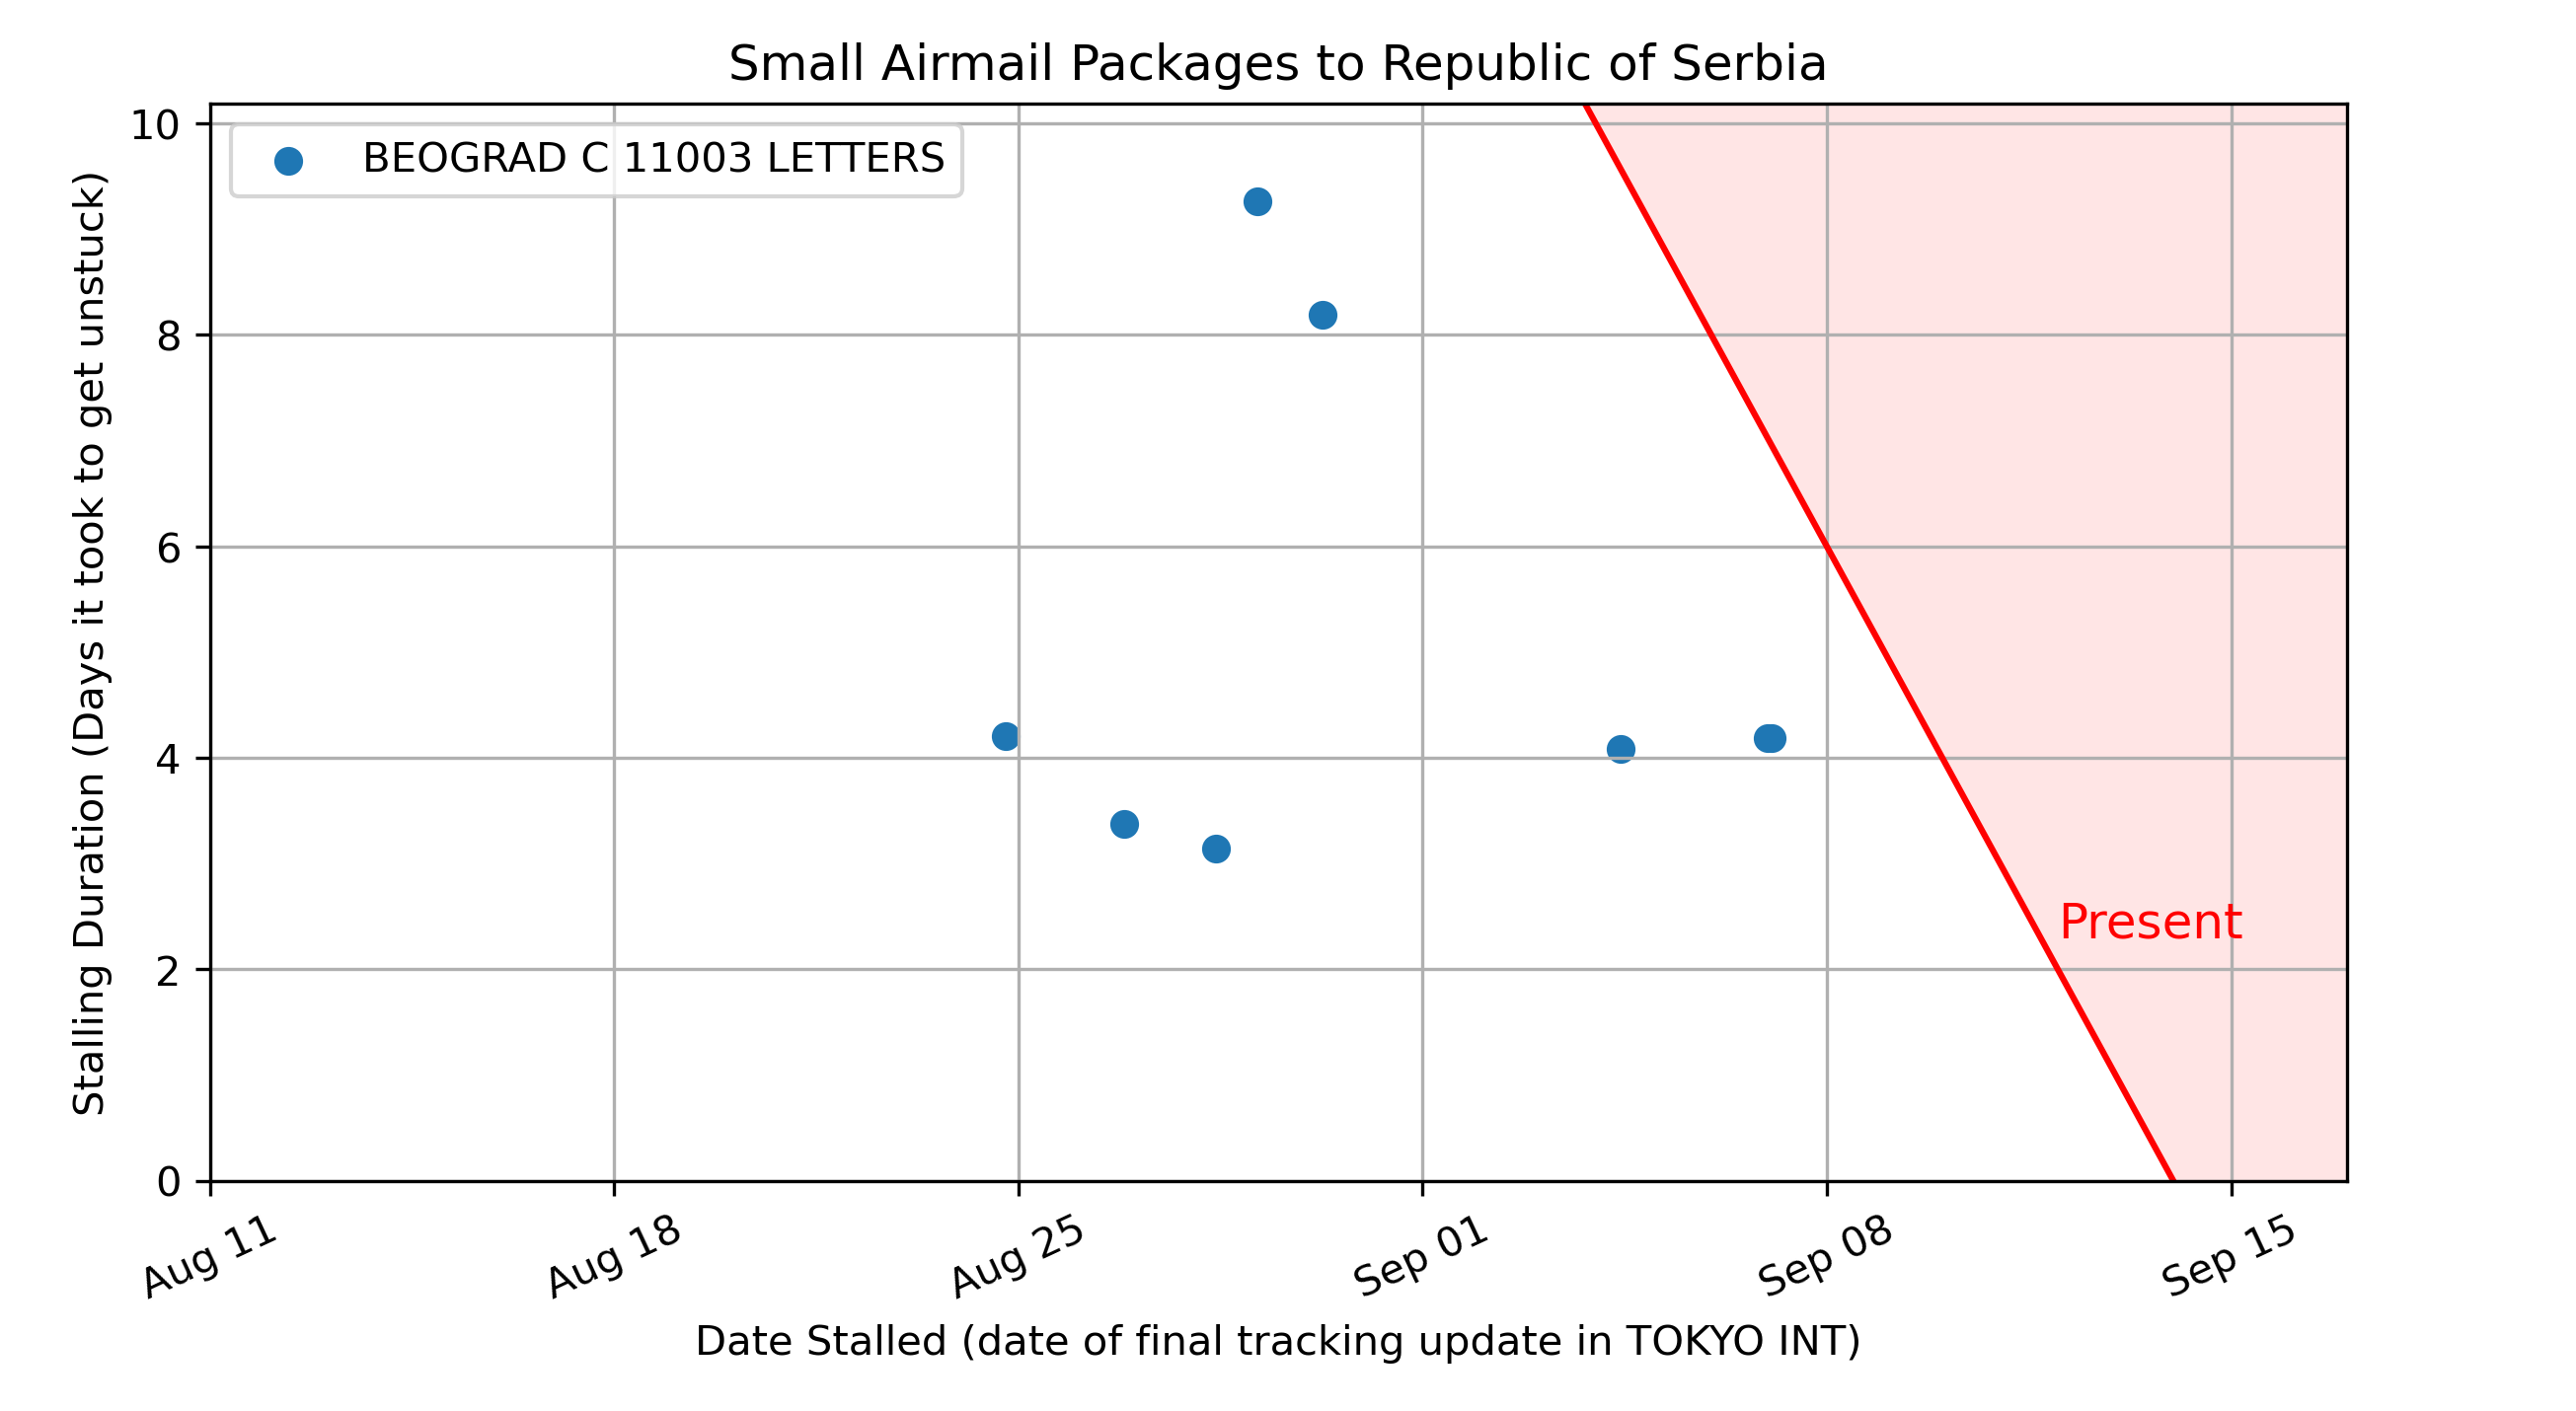 Small Airmail Packages to Republic of Serbia
BEOGRAD C 11003 LETTERS
Stalling Duration (Days it took to get unstuck)
10
8
6
4
2
0
Present
Aug 11
Aug 18
Aug 25
Sep 01
Sep 08
Sep 15
Date Stalled (date of final tracking update in TOKYO INT)